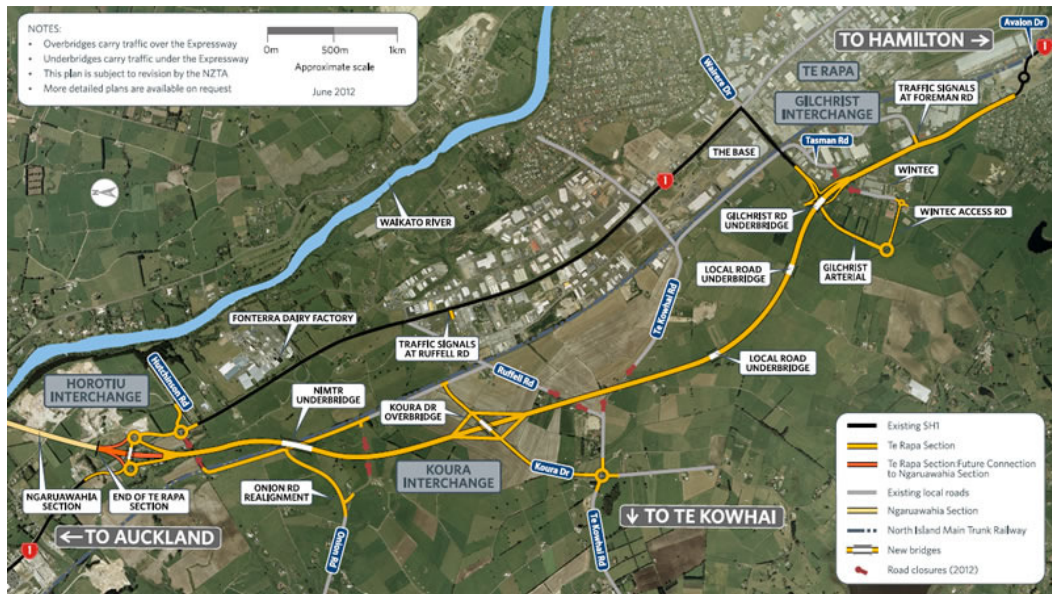 NOTES:
• Overbridges carry traffic over the Expressway
• Underbridges carry traffic under the Expressway
• This plan is subject to revision by the NZTA
• More detailed plans are available on request
0m 500m 1km
Approximate scale
June 2012
TO HAMILTON →
Avalon Dr
1
Wairere Dr
TE RAPA
GILCHRIST
INTERCHANGE
TRAFFIC SIGNALS
AT FOREMAN RD
Tasman Rd
THE BASE
1
WINTEC
WAIKATO RIVER
GILCHRIST RD
UNDERBRIDGE
WINTEC ACCESS RD
LOCAL ROAD
UNDERBRIDGE
GILCHRIST
ARTERIAL
Te Kowhai Rd
FONTERRA DAIRY FACTORY
TRAFFIC SIGNALS
AT RUFFELL RD
LOCAL ROAD
UNDERBRIDGE
Ruffell Rd
Hutchinson Rd
HOROTIU
INTERCHANGE
NIMTR
UNDERBRIDGE
KOURA DR
OVERBRIDGE
KOURA
INTERCHANGE
Koura Dr
NGARUAWAHIA
SECTION
END OF TE RAPA
SECTION
ONION RD
REALIGNMENT
← TO AUCKLAND
1
Onion Rd
Te Kowhai Rd
↓ TO TE KOWHAI
Existing SH1
Te Rapa Section
Te Rapa Section:Future Connection
to Ngaruawahia Section
Existing local roads
Ngaruawahia Section
North Island Main Trunk Railway
New bridges
Road closures (2012)